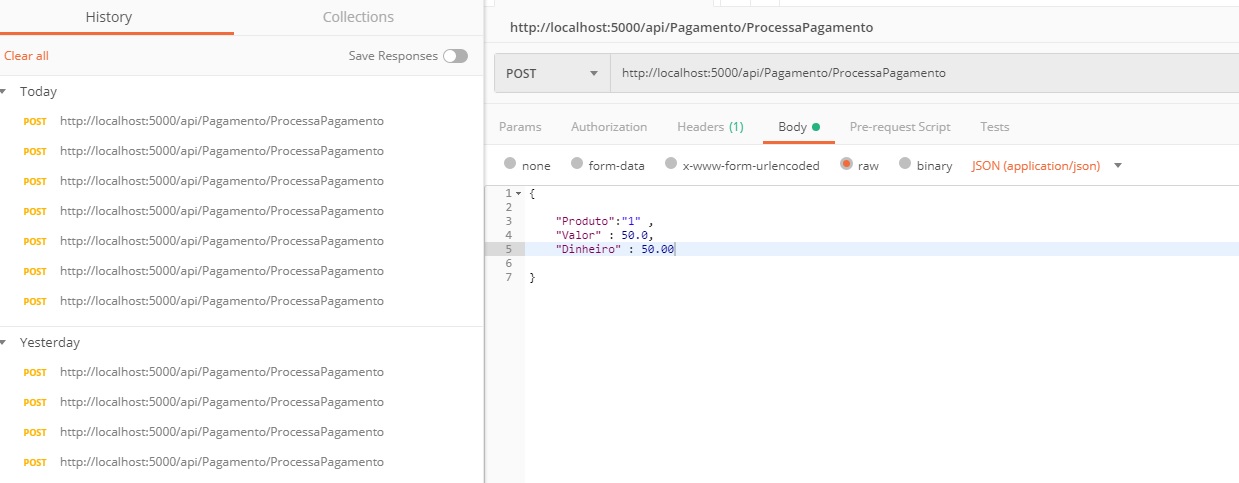 History
Collections
Clear all
Save Responses
Today
POST http://localhost:5000/api/Pagamento/ProcessaPagamento
POST http://localhost:5000/api/Pagamento/ProcessaPagamento
POST http://localhost:5000/api/Pagamento/ProcessaPagamento
POST http://localhost:5000/api/Pagamento/ProcessaPagamento
POST http://localhost:5000/api/Pagamento/ProcessaPagamento
POST http://localhost:5000/api/Pagamento/ProcessaPagamento
POST http://localhost:5000/api/Pagamento/ProcessaPagamento
Yesterday
POST http://localhost:5000/api/Pagamento/ProcessaPagamento
POST http://localhost:5000/api/Pagamento/ProcessaPagamento
POST http://localhost:5000/api/Pagamento/ProcessaPagamento
POST http://localhost:5000/api/Pagamento/ProcessaPagamento
http://localhost:5000/api/Pagamento/ProcessaPagamento
POST http://localhost:5000/api/Pagamento/ProcessaPagamento
Params Authorization Headers (1) Body Pre-request Script Tests
none form-data x-www-form-urlencoded raw binary JSON (application/json)
1 {
2
3 "Produto":"1" ,
4 "Valor" : 50.0,
5 "Dinheiro" : 50.00
6
7 }